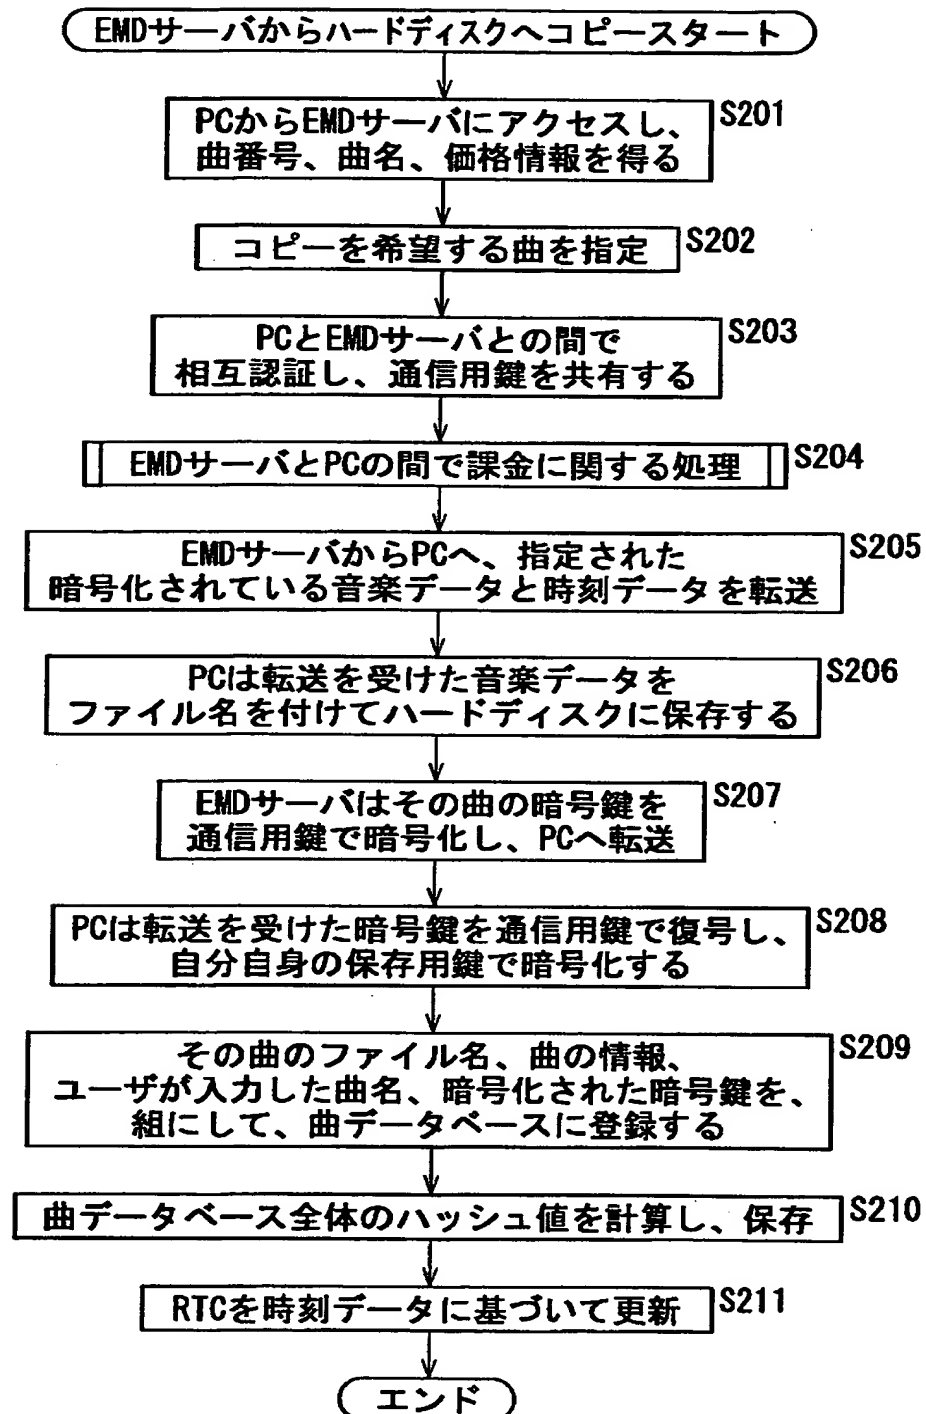 EMDサーバからハードディスクへコピースタート
S201
PCからEMDサーバにアクセスし、
曲番号、曲名、価格情報を得る
S202
コピーを希望する曲を指定
S203
PCとEMDサーバとの間で
相互認証し、通信用鍵を共有する
S204
EMDサーバとPCの間で課金に関する処理
S205
EMDサーバからPCへ、指定された
暗号化されている音楽データと時刻データを転送
S206
PCは転送を受けた音楽データを
ファイル名を付けてハードディスクに保存する
S207
EMDサーバはその曲の暗号鍵を
通信用鍵で暗号化し、PCへ転送
S208
PCは転送を受けた暗号鍵を通信用鍵で復号し、
自分自身の保存用鍵で暗号化する
S209
その曲のファイル名、曲の情報、
ユーザが入力した曲名、暗号化された暗号鍵を、
組にして、曲データベースに登録する
S210
曲データベース全体のハッシュ値を計算し、保存
S211
RTCを時刻データに基づいて更新
エンド